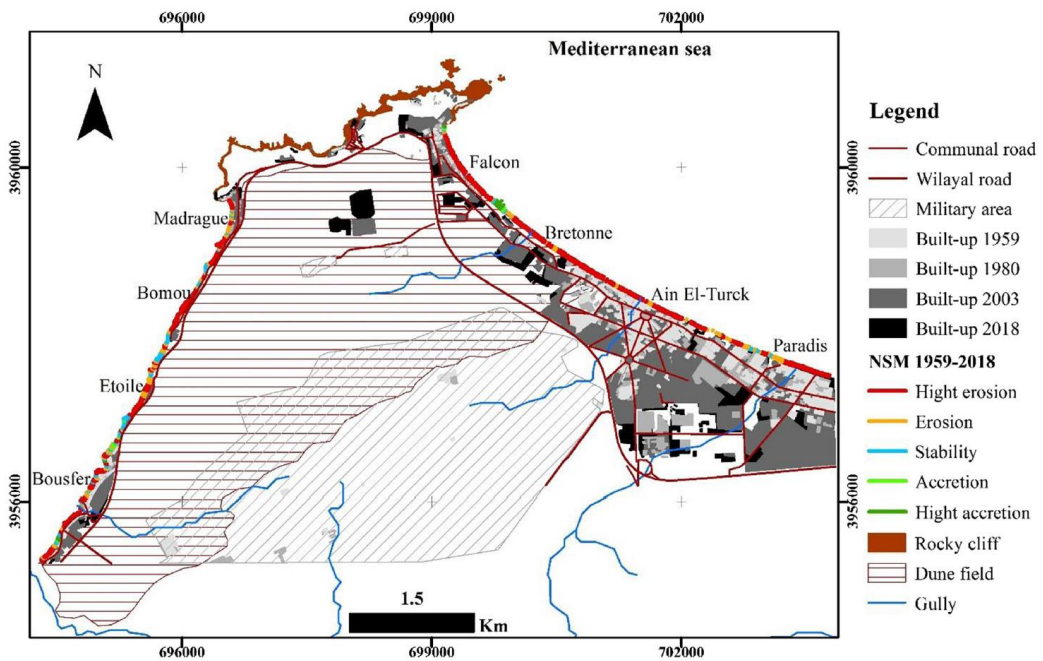 696000 699000 702000
Mediterranean sea
N
3960000
3960000
Falcon
Madrague
Bretonne
Bomou
Ain El-Turck
Paradis
Etoile
Bousfer
3956000
3956000
1.5
Km
696000 699000 702000
Legend
Communal road
Wilayal road
Military area
Built-up 1959
Built-up 1980
Built-up 2003
Built-up 2018
NSM 1959-2018
Hight erosion
Erosion
Stability
Accretion
Hight accretion
Rocky cliff
Dune field
Gully